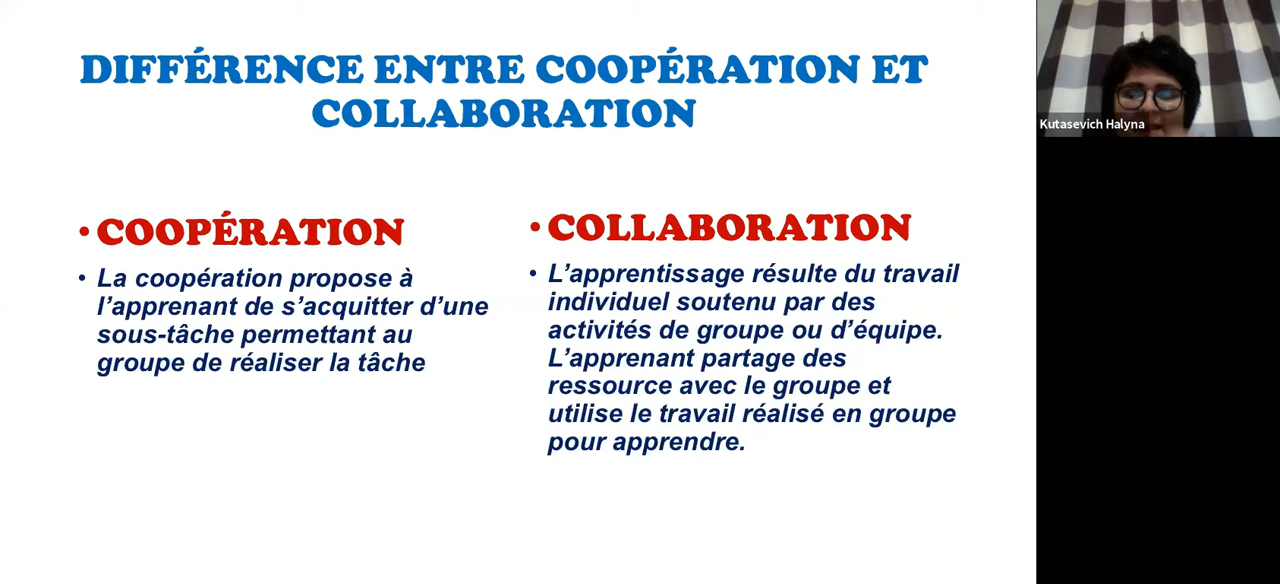 DIFFÉRENCE ENTRE COOPÉRATION ET
COLLABORATION
• COOPÉRATION
• La coopération propose à
l’apprenant de s’acquitter d’une
sous-tâche permettant au
groupe de réaliser la tâche
• COLLABORATION
• L’apprentissage résulte du travail
individuel soutenu par des
activités de groupe ou d’équipe.
L’apprenant partage des
ressource avec le groupe et
utilise le travail réalisé en groupe
pour apprendre.
Kutasevich Halyna